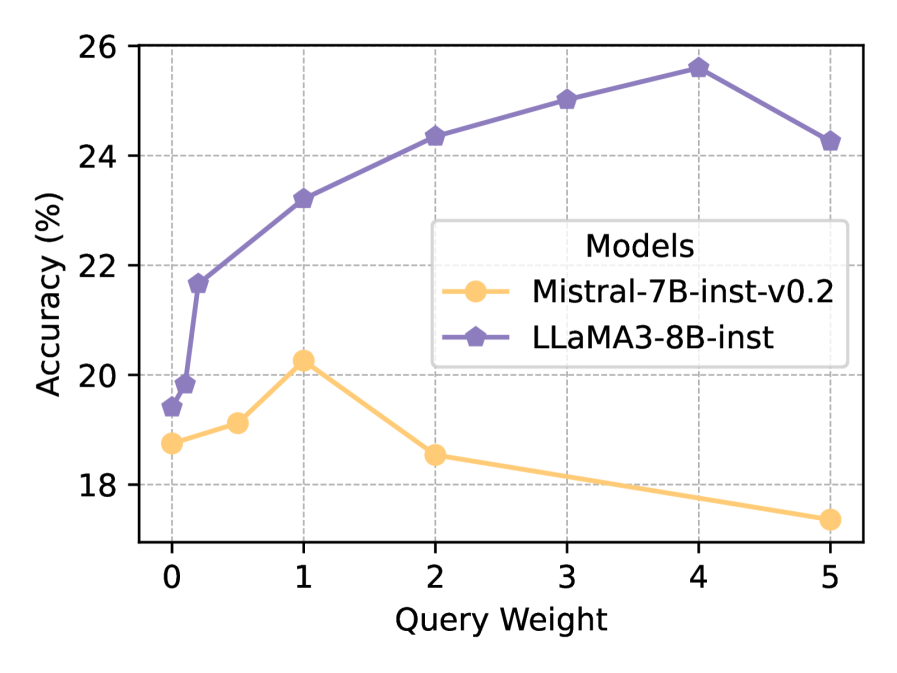 26
24
22
20
18
Accuracy (%)
Models
Mistral-7B-inst-v0.2
LLaMA3-8B-inst
0 1 2 3 4 5
Query Weight